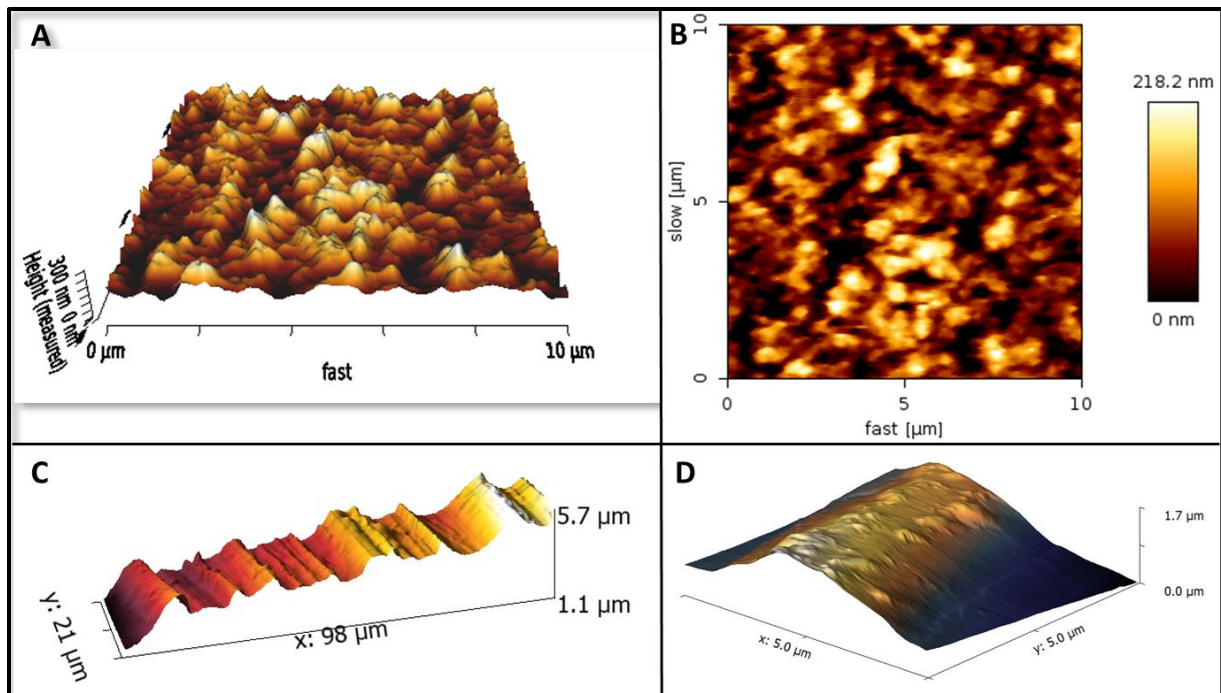 A
300 nm 0 nm
Height (measured)
0 µm
10 µm
fast
B
10
5
0
slow [µm]
0
5
10
fast [µm]
218.2 nm
0 nm
C
y: 21 µm
x: 98 µm
5.7 µm
1.1 µm
D
1.7 µm
0.0 µm
x: 5.0 µm
y: 5.0 µm